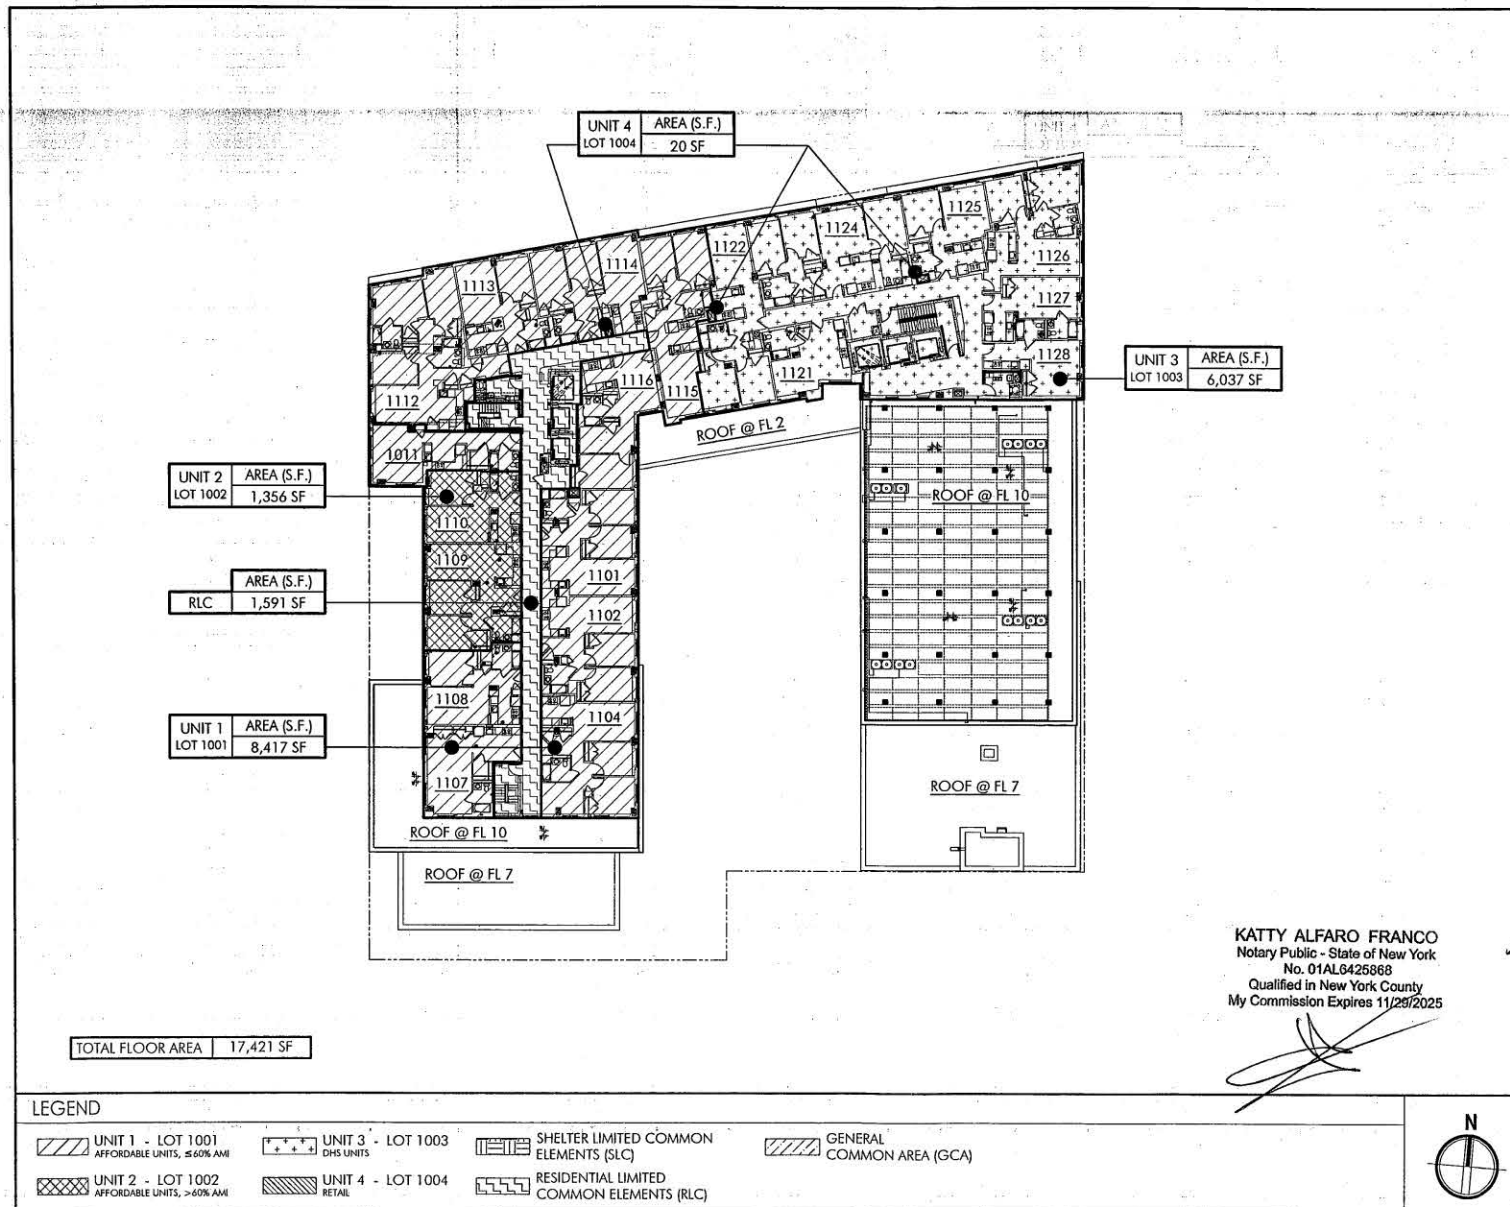 UNIT 4 AREA (S.F.)
LOT 1004 20 SF
1125
1124
1122
1126
1114
1113
1127
1128
UNIT 3 AREA (S.F.)
LOT 1003 6,037 SF
1116
1121
1115
1112
ROOF @ FL 2
1011
UNIT 2 AREA (S.F.)
LOT 1002 1,356 SF
ROOF @ FL 10
1110
1109
1101
AREA (S.F.)
RLC 1,591 SF
1102
1108
1104
UNIT 1 AREA (S.F.)
LOT 1001 8,417 SF
1107
ROOF @ FL 7
ROOF @ FL 10
ROOF @ FL 7
KATTY ALFARO FRANCO
Notary Public - State of New York
No. 01AL6425868
Qualified in New York County
My Commission Expires 11/29/2025
TOTAL FLOOR AREA 17,421 SF
LEGEND
UNIT 1 - LOT 1001
AFFORDABLE UNITS, ≤60% AMI
UNIT 2 - LOT 1002
AFFORDABLE UNITS, >60% AMI
UNIT 3 - LOT 1003
DHS UNITS
UNIT 4 - LOT 1004
RETAIL
SHELTER LIMITED COMMON
ELEMENTS (SLC)
RESIDENTIAL LIMITED
COMMON ELEMENTS (RLC)
GENERAL
COMMON AREA (GCA)
N